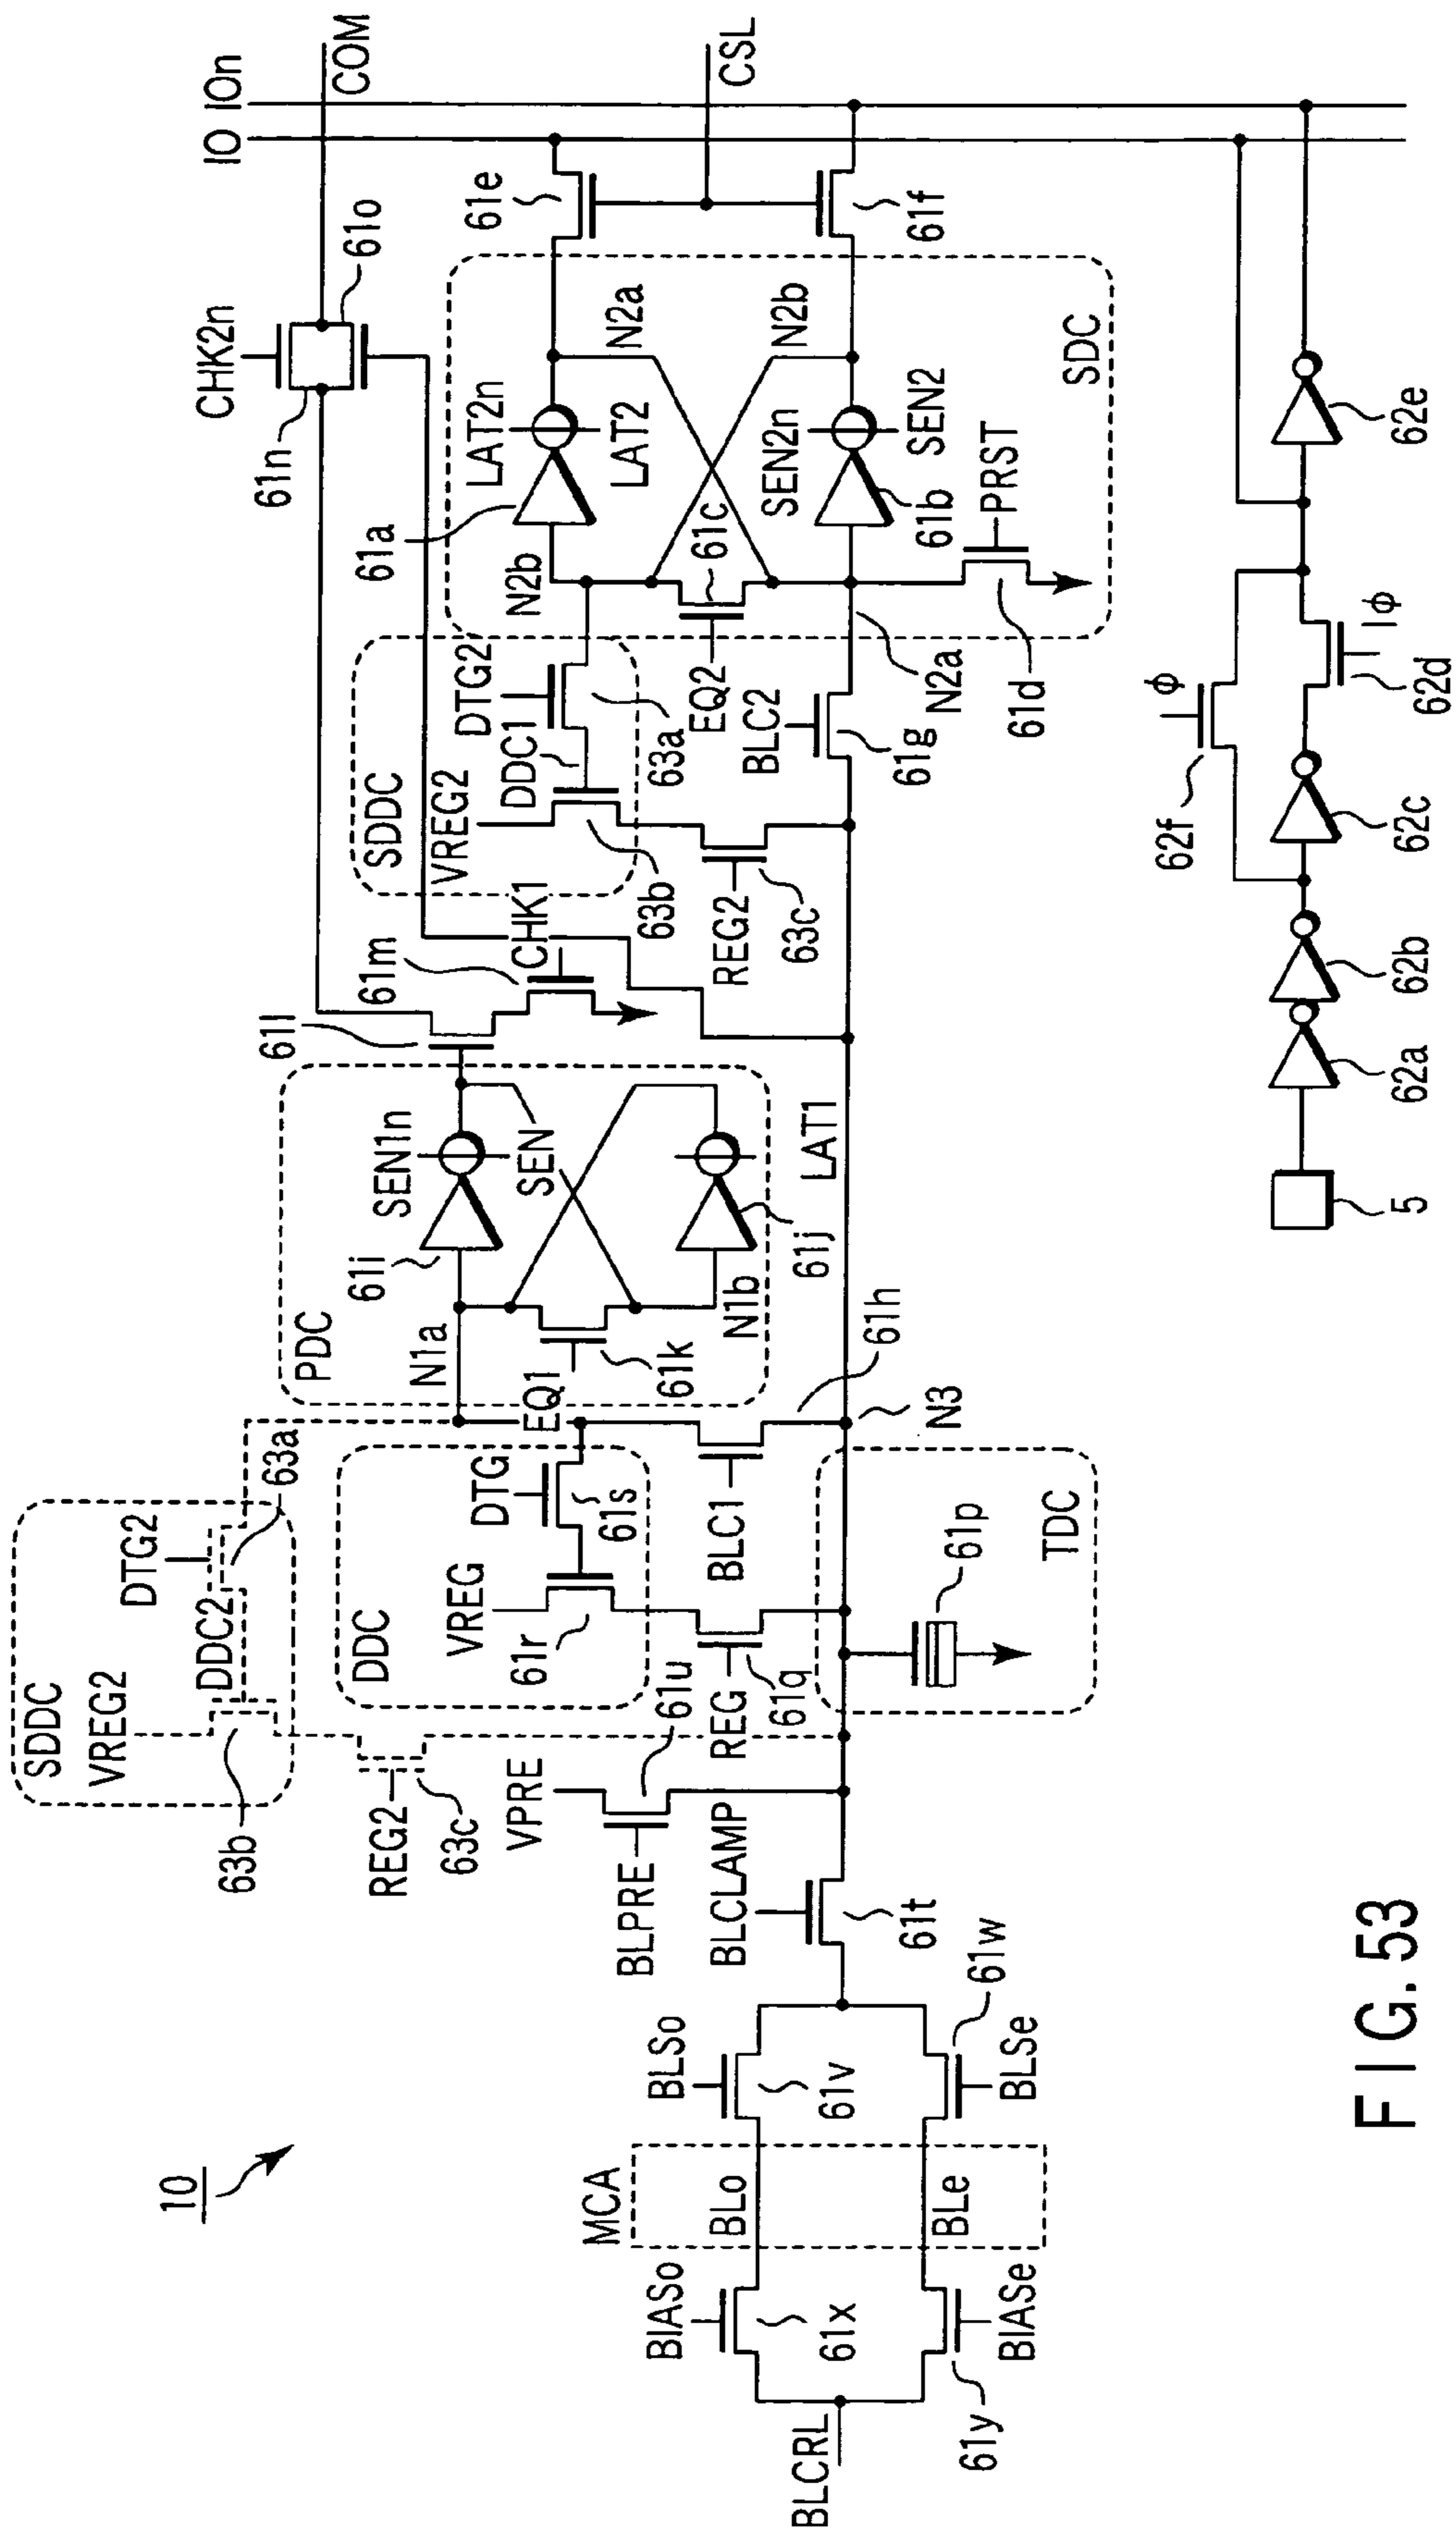 10
SDDC
DTG2
63a
VREG2
DDC2
63b
REG2
63c
VPRE
BLPRE
61u
BLCLAMP
61t
DDC
VREG
DTG
61s
61r
REG
61q
BLC1
61h
N3
TDC
61p
PDC
N1a
61i
SEN1n
SEN
EQ1
61k
N1b
61j
LAT1
61l
61m
CHK1
SDDC
VREG2
DDC1
DTG2
63a
63b
REG2
63c
BLC2
61g
EQ2
61c
N2b
61a
LAT2n
LAT2
N2a
N2b
SEN2n
SEN2
61b
N2a
61d
PRST
SDC
61e
61f
CSL
CHK2n
61n
61o
COM
IO
IOn
MCA
BLSo
61v
BLo
BIASo
61x
BLSe
61w
BLe
BIASe
61y
BLCRL
5
62a
62b
62c
62d
62e
62f
ϕ
Iϕ
FIG. 53